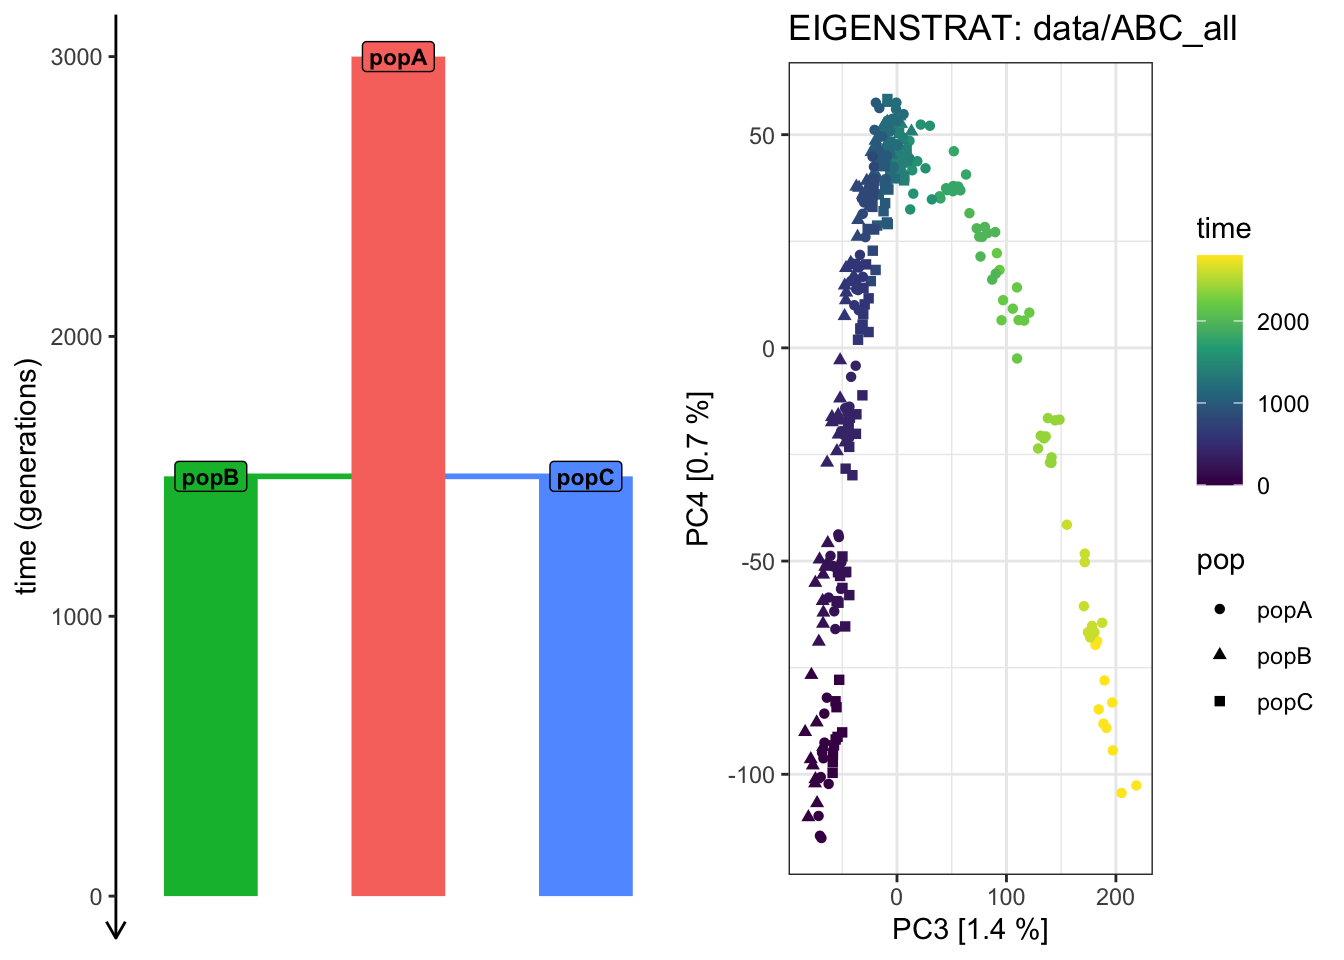 time (generations)
3000
2000
1000
0
popA
popB
popC
EIGENSTRAT: data/ABC_all
PC4 [0.7 %]
50
0
-50
-100
0
100
200
PC3 [1.4 %]
time
2000
1000
0
pop
popA
popB
popC